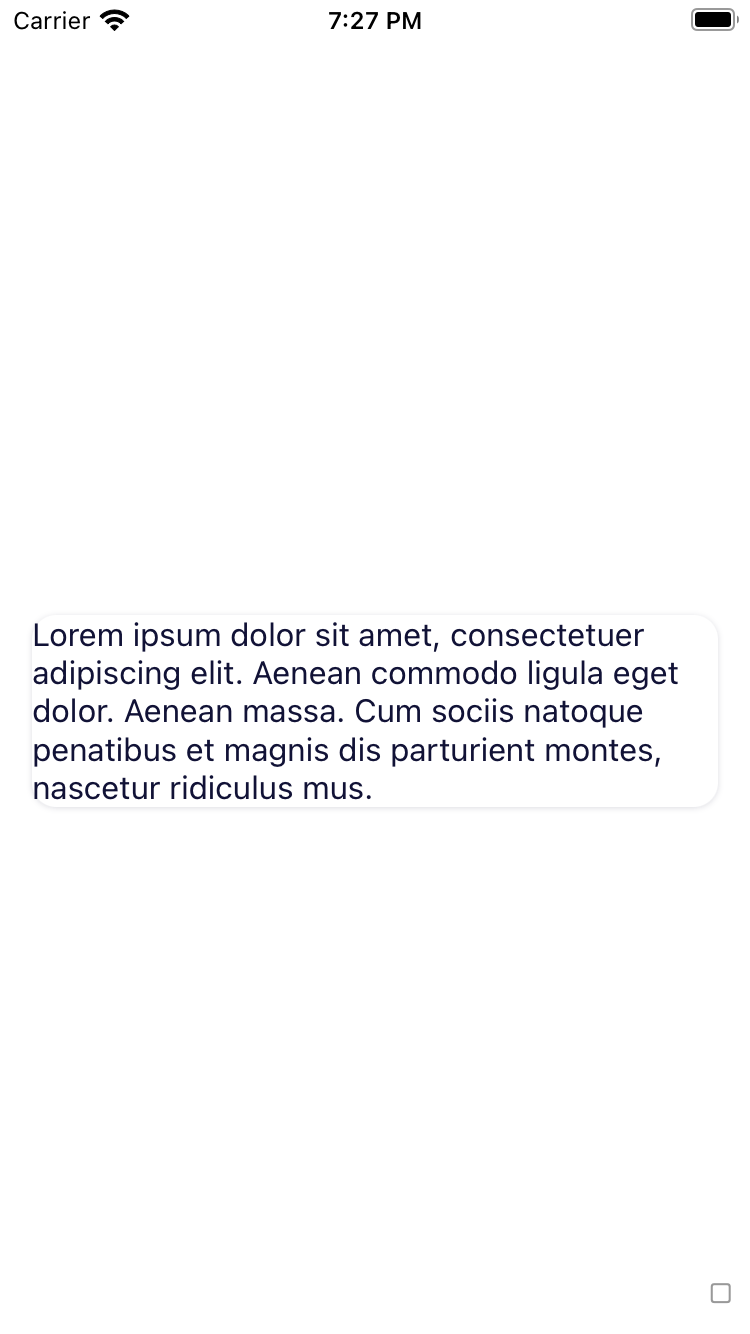 Carrier 7:27 PM
Lorem ipsum dolor sit amet, consectetuer
adipiscing elit. Aenean commodo ligula eget
dolor. Aenean massa. Cum sociis natoque
penatibus et magnis dis parturient montes,
nascetur ridiculus mus.